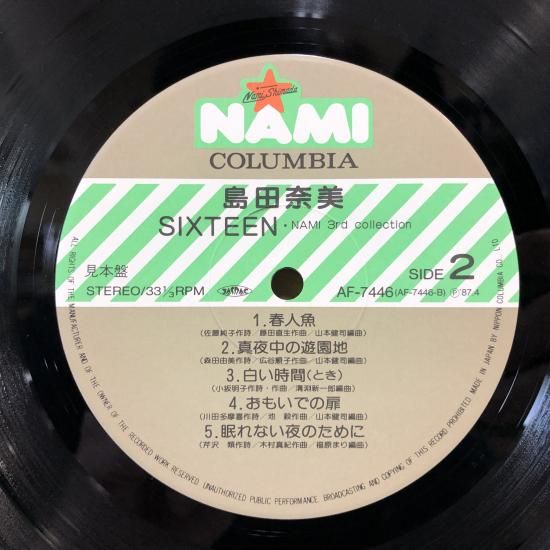 Nami Shimada
NAMI
COLUMBIA
島田奈美
SIXTEEN・NAMI 3rd collection
見本盤
STEREO/33 1/3 RPM
SIDE 2
AF-7446 (AF-7446-B) Ⓟ'87.4
1.春人魚
(佐藤純子作詩/藤田直生作曲/山本健司編曲)
2.真夜中の遊園地
(森田由美作詩/広谷順子作曲/山本健司編曲)
3.白い時間(とき)
(小坂明子作詩・作曲/溝淵新一郎編曲)
4.おもいでの扉
(川田多摩喜作詩/池 毅作曲/山本健司編曲)
5.眠れない夜のために
(芹沢 類作詩/木村真紀作曲/福原まり編曲)
ALL RIGHTS OF THE MANUFACTURER AND OF THE OWNER OF THE RECORDED WORK RESERVED. UNAUTHORIZED PUBLIC PERFORMANCE. BROADCASTING AND COPYING OF THIS RECORD PROHIBITED. MADE IN JAPAN BY NIPPON COLUMBIA CO. LTD.